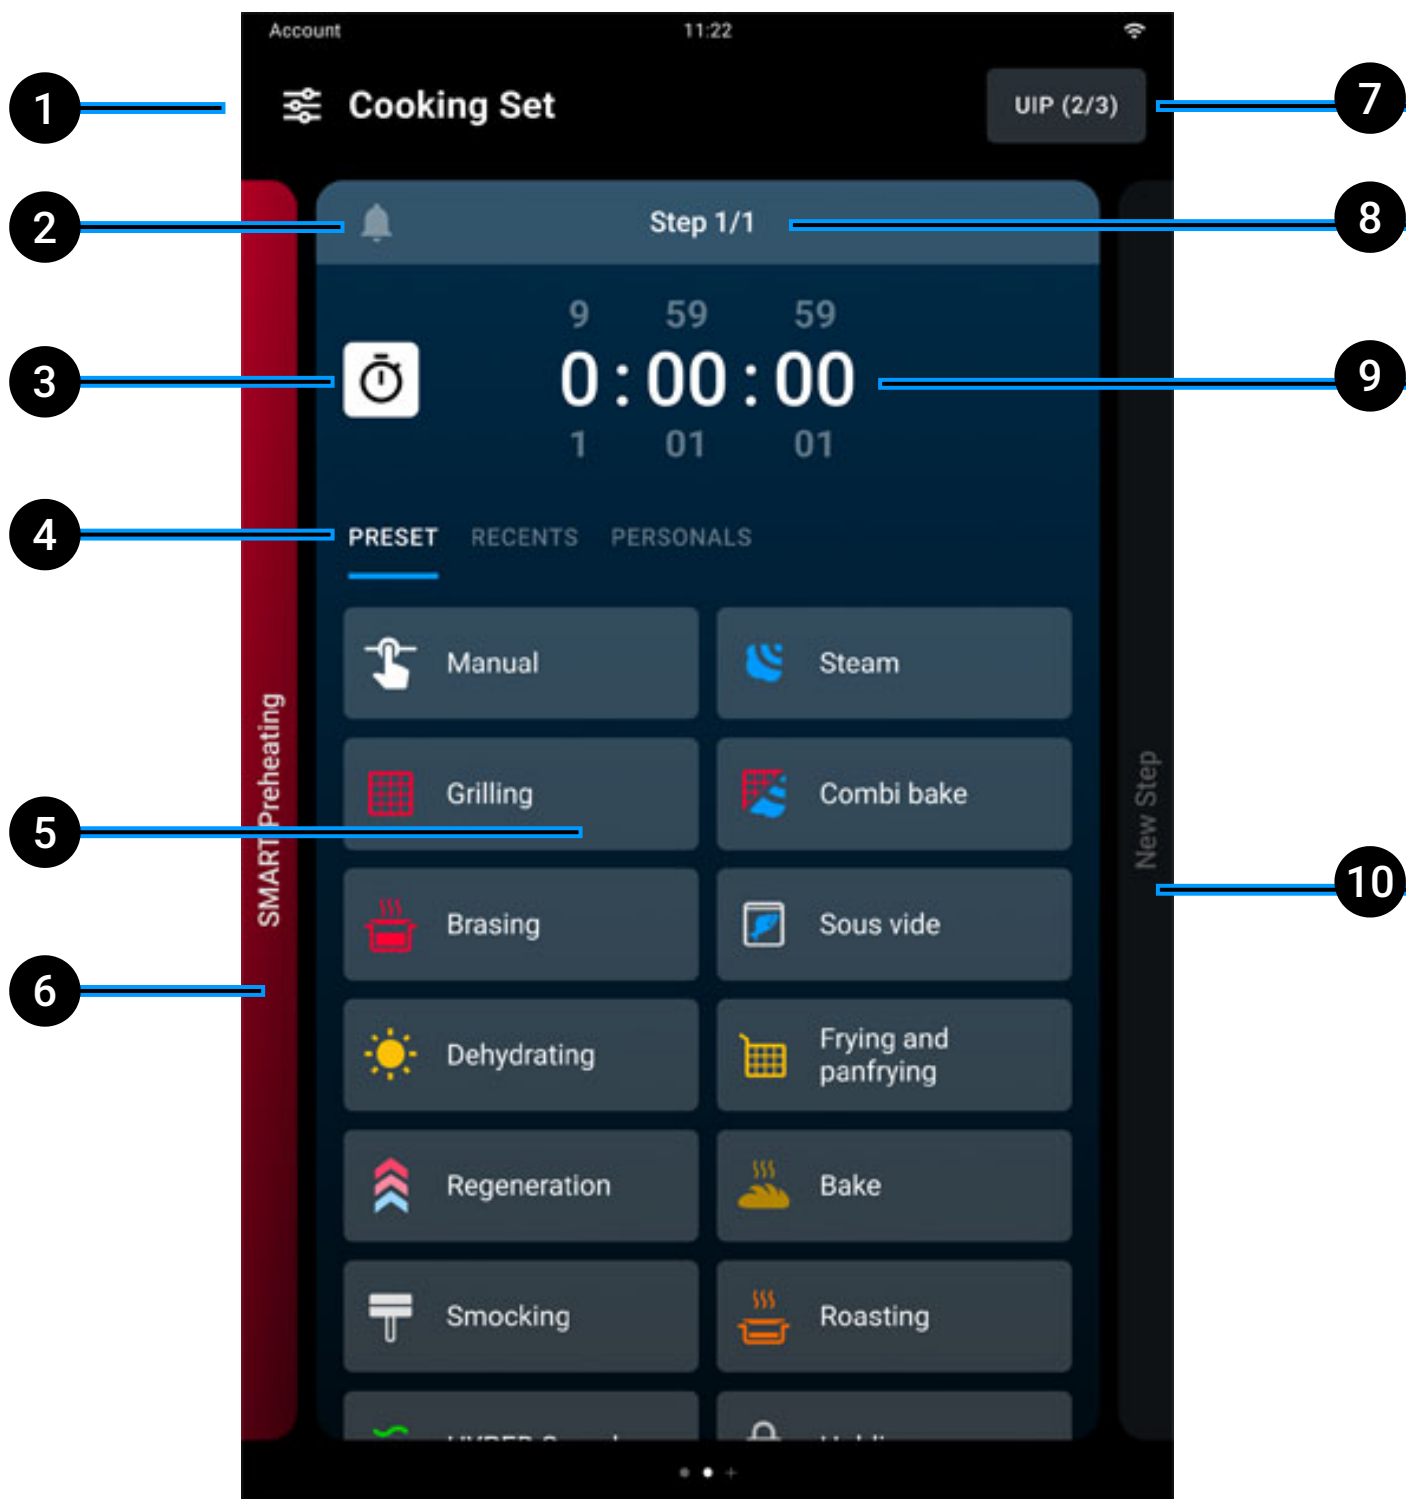 Account 11:22
1 Cooking Set UIP (2/3) 7
2 Step 1/1 8
9 59 59
3 0:00:00 9
1 01 01
4 PRESET RECENTS PERSONALS
Manual Steam
SMART Preheating
New Step
Grilling Combi bake
5
10
Brasing Sous vide
6
Dehydrating Frying and
panfrying
Regeneration Bake
Smocking Roasting